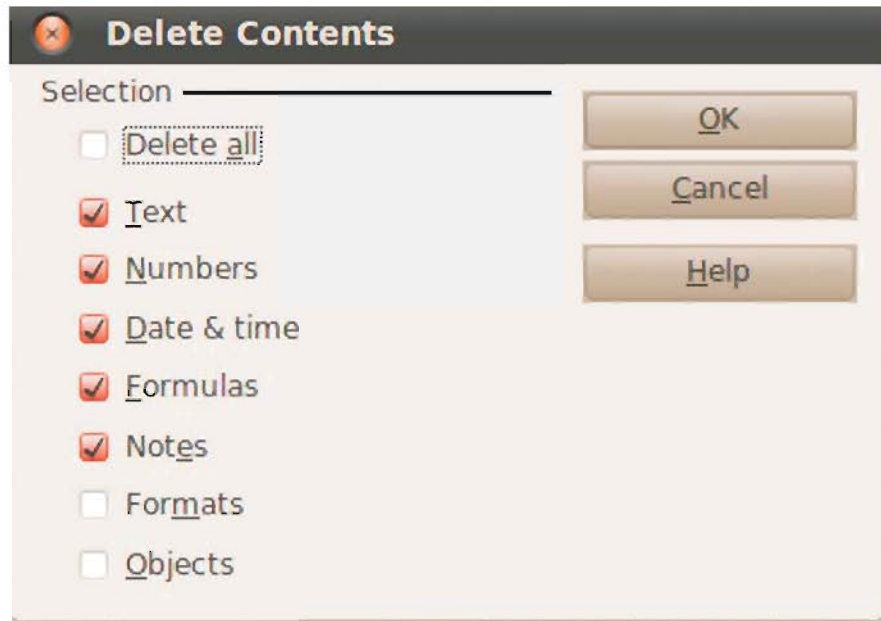 Delete Contents
Selection
Delete all
Text
Numbers
Date & time
Formulas
Notes
Formats
Objects
OK
Cancel
Help